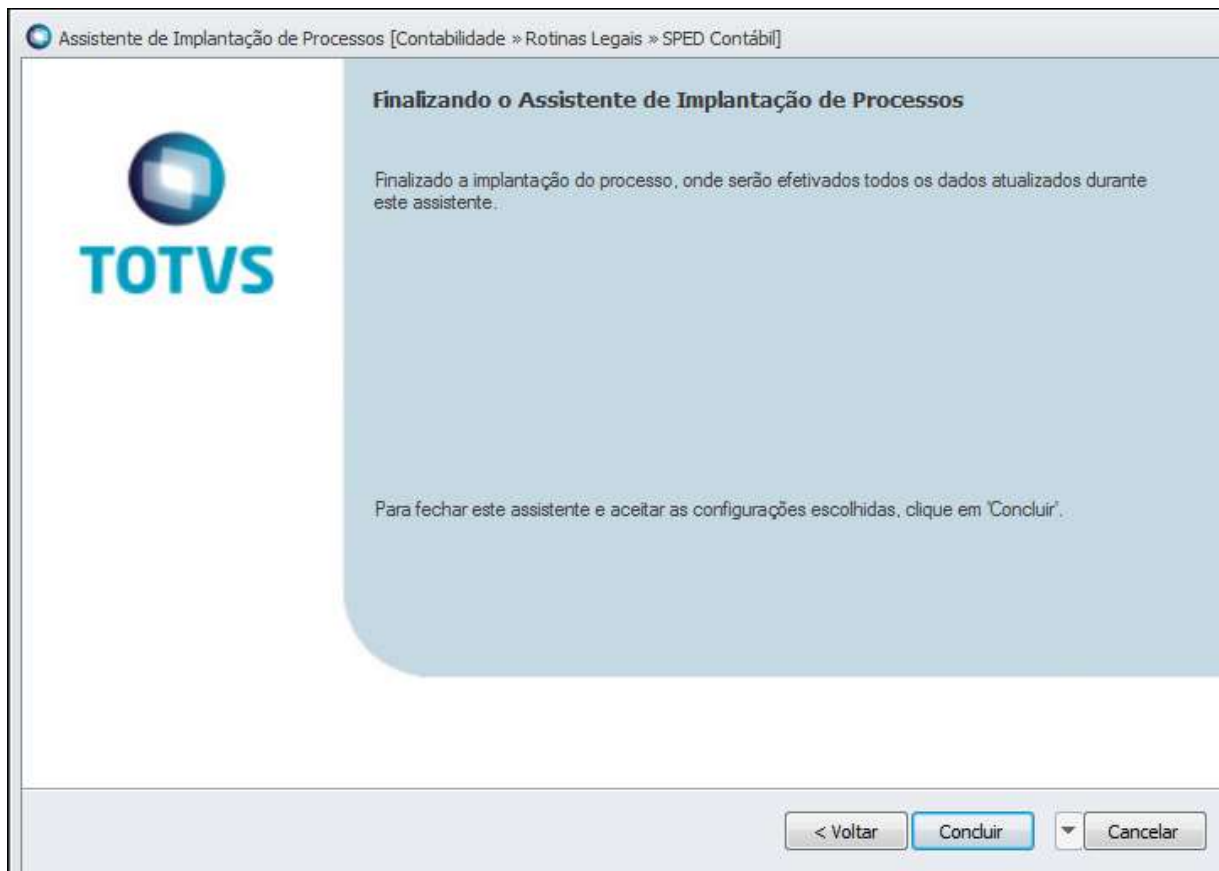 Assistente de Implantação de Processos [Contabilidade » Rotinas Legais » SPED Contábil]
Finalizando o Assistente de Implantação de Processos
Finalizado a implantação do processo, onde serão efetivados todos os dados atualizados durante
este assistente.
TOTVS
Para fechar este assistente e aceitar as configurações escolhidas, clique em 'Concluir'.
< Voltar
Concluir
Cancelar